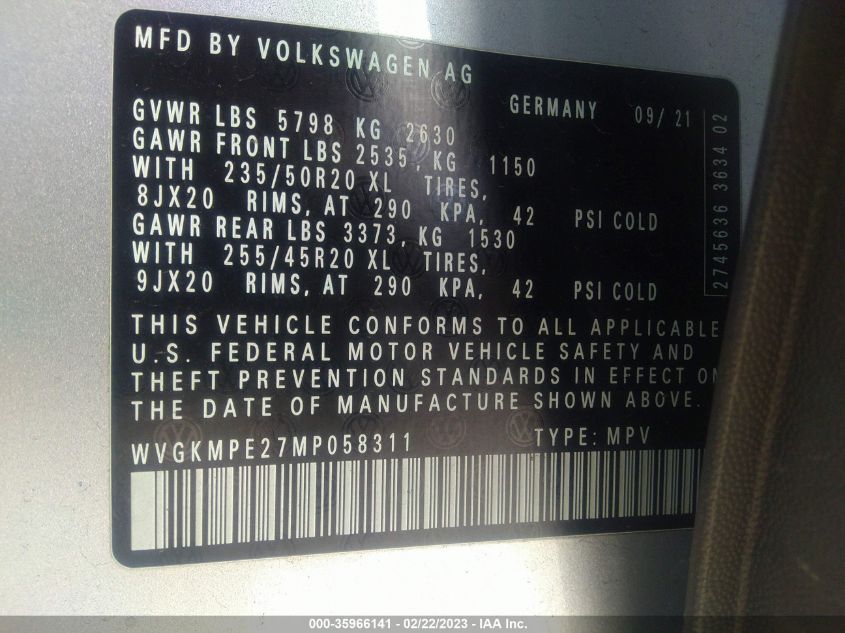 MFD BY VOLKSWAGEN AG
GERMANY 09/ 21
GVWR LBS 5798 KG 2630
GAWR FRONT LBS 2535, KG 1150
WITH 235/50R20 XL TIRES,
8JX20 RIMS, AT 290 KPA, 42 PSI COLD
GAWR REAR LBS 3373, KG 1530
WITH 255/45R20 XL TIRES,
9JX20 RIMS, AT 290 KPA, 42 PSI COLD
2745636 3634 02
THIS VEHICLE CONFORMS TO ALL APPLICABLE
U.S. FEDERAL MOTOR VEHICLE SAFETY AND
THEFT PREVENTION STANDARDS IN EFFECT ON
THE DATE OF MANUFACTURE SHOWN ABOVE.
WVGKMPE27MP058311 TYPE: MPV
000-35966141 - 02/22/2023 - IAA Inc.